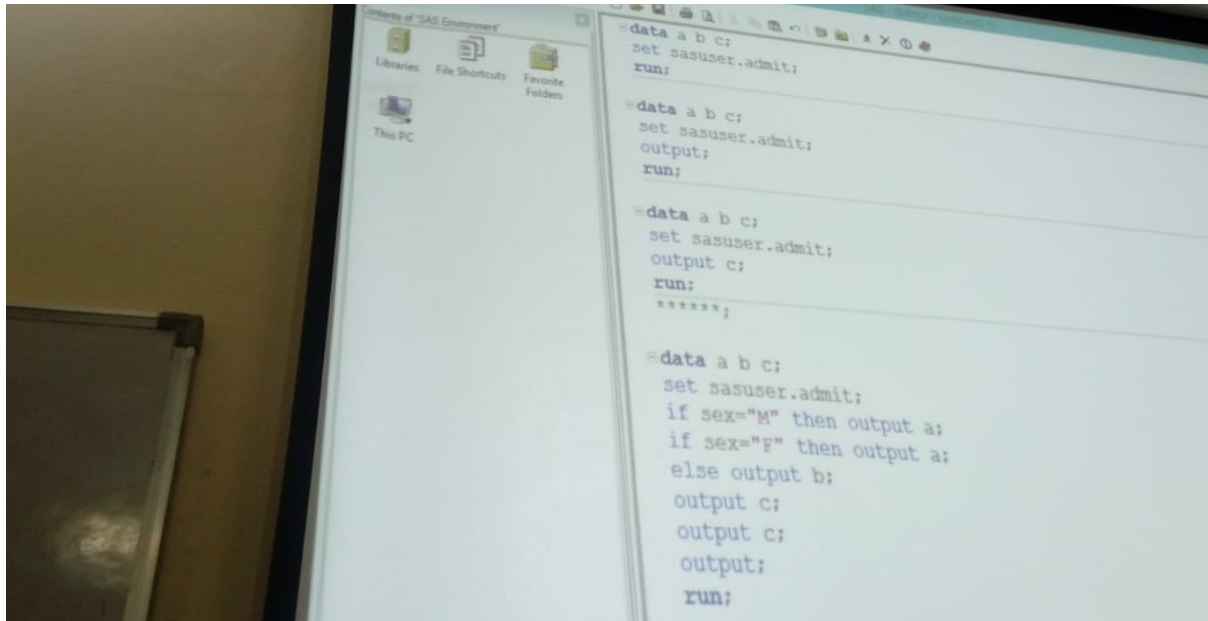 Contents of 'SAS Environment'
Libraries
File Shortcuts
Favorite Folders
This PC
data a b c;
set sasuser.admit;
run;
data a b c;
set sasuser.admit;
output;
run;
data a b c;
set sasuser.admit;
output c;
run;
******;
data a b c;
set sasuser.admit;
if sex="M" then output a;
if sex="F" then output a;
else output b;
output c;
output c;
output;
run;